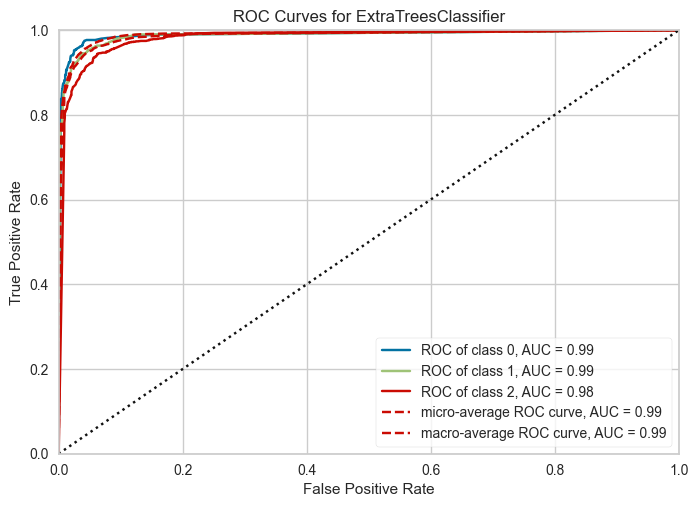 ROC Curves for ExtraTreesClassifier
True Positive Rate
1.0
0.8
0.6
0.4
0.2
0.0
ROC of class 0, AUC = 0.99
ROC of class 1, AUC = 0.99
ROC of class 2, AUC = 0.98
micro-average ROC curve, AUC = 0.99
macro-average ROC curve, AUC = 0.99
0.0 0.2 0.4 0.6 0.8 1.0
False Positive Rate